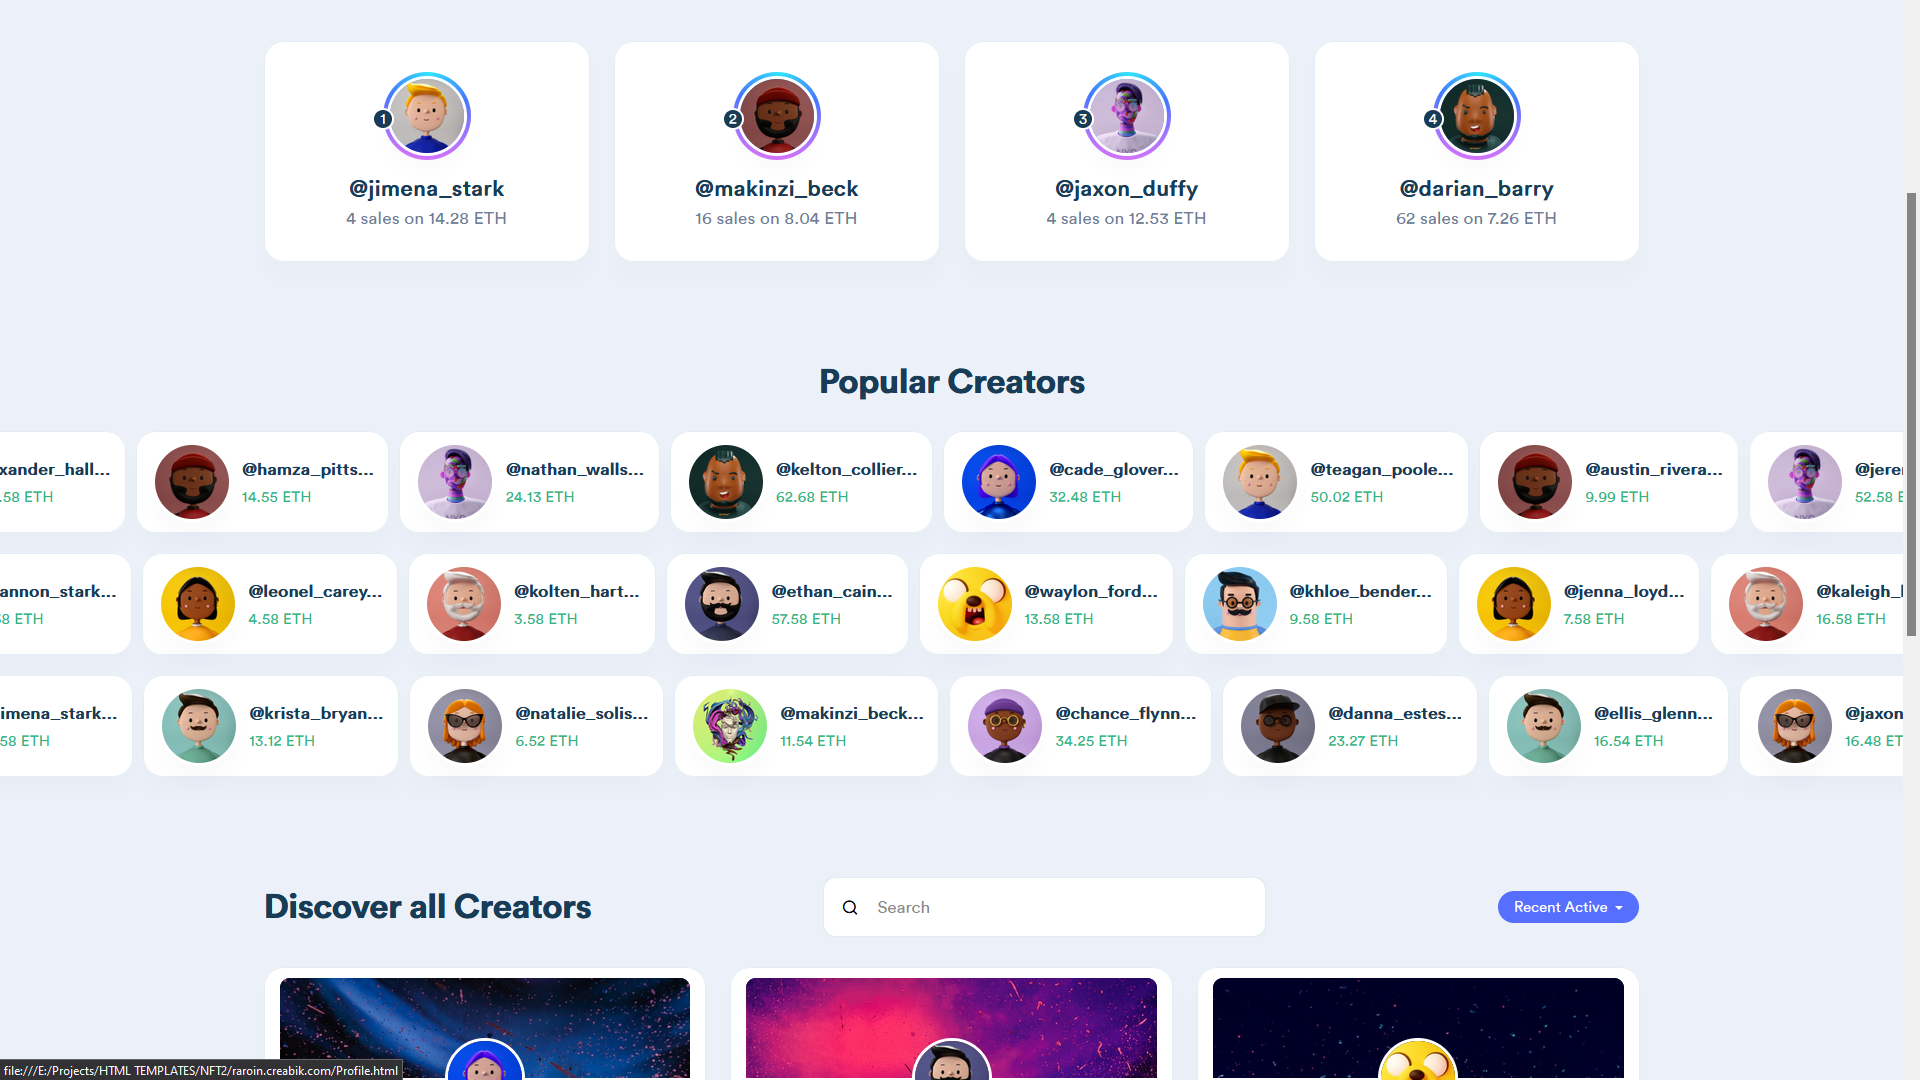 1
2
3
4
@jimena_stark
@makinzi_beck
@jaxon_duffy
@darian_barry
4 sales on 14.28 ETH
16 sales on 8.04 ETH
4 sales on 12.53 ETH
62 sales on 7.26 ETH
Popular Creators
xander_hall...
.58 ETH
@hamza_pitts...
14.55 ETH
@nathan_walls...
24.13 ETH
@kelton_collier...
62.68 ETH
@cade_glover...
32.48 ETH
@teagan_poole...
50.02 ETH
@austin_rivera...
9.99 ETH
@jerer
52.58 E
annon_stark...
58 ETH
@leonel_carey...
4.58 ETH
@kolten_hart...
3.58 ETH
@ethan_cain...
57.58 ETH
@waylon_ford...
13.58 ETH
@khloe_bender...
9.58 ETH
@jenna_loyd...
7.58 ETH
@kaleigh_
16.58 ETH
imena_stark...
58 ETH
@krista_bryan...
13.12 ETH
@natalie_solis...
6.52 ETH
@makinzi_beck...
11.54 ETH
@chance_flynn...
34.25 ETH
@danna_estes...
23.27 ETH
@ellis_glenn...
16.54 ETH
@jaxon
16.48 ET
Discover all Creators
Search
Recent Active
file:///E:/Projects/HTML TEMPLATES/NFT2/raroin.creabik.com/Profile.html